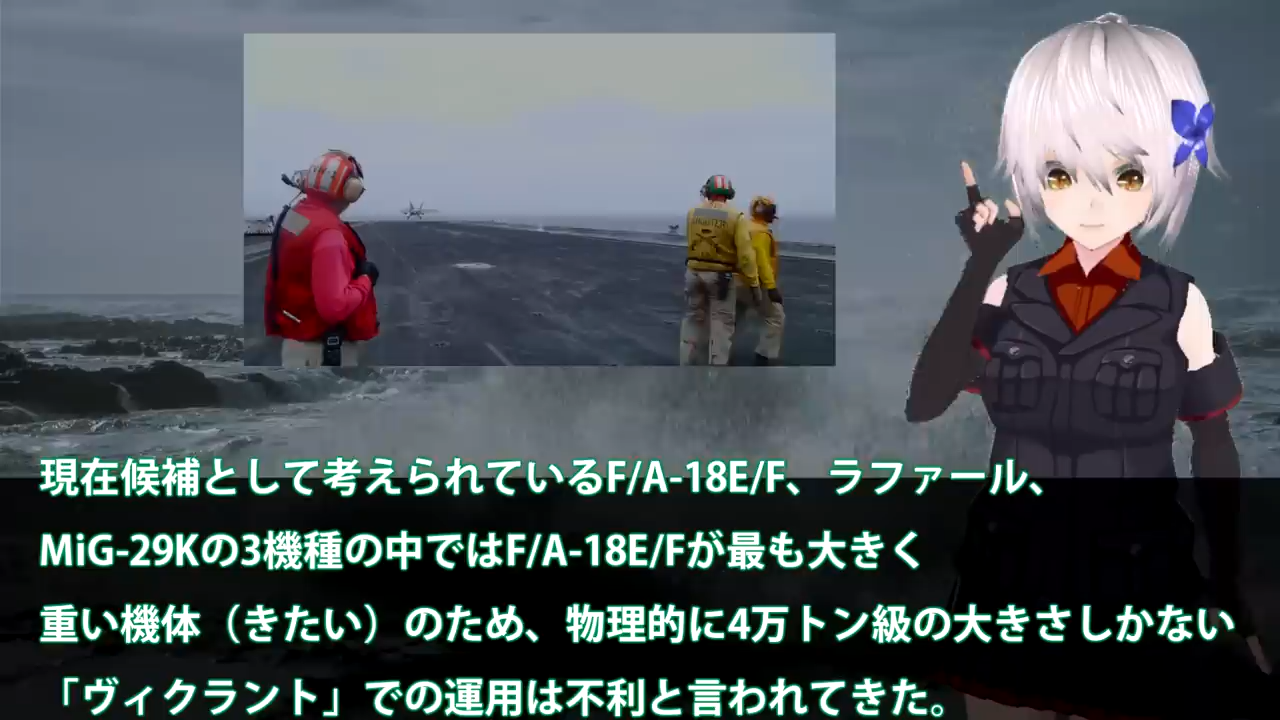 現在候補として考えられているF/A-18E/F、ラファール、
MiG-29Kの3機種の中ではF/A-18E/Fが最も大きく
重い機体（きたい）のため、物理的に4万トン級の大きさしかない
「ヴィクラント」での運用は不利と言われてきた。